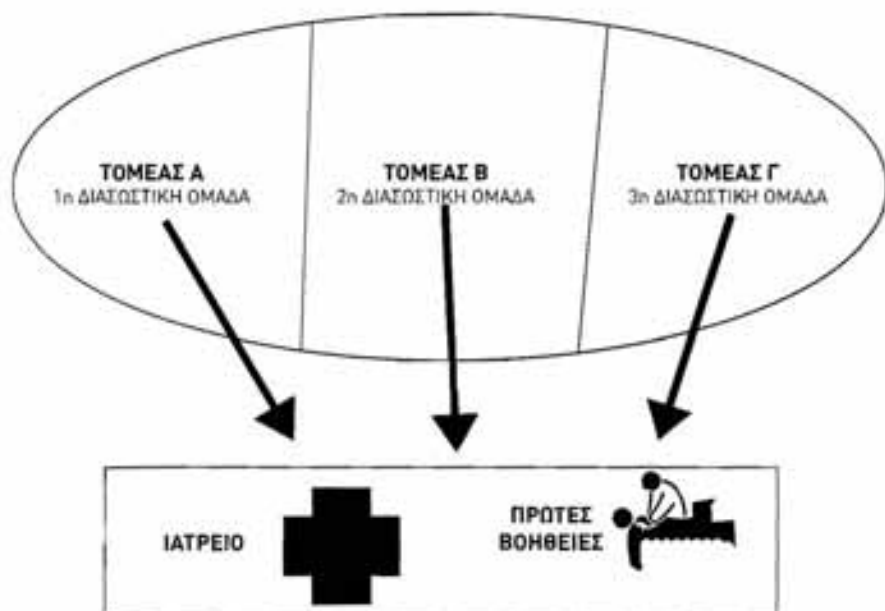 ΤΟΜΕΑΣ Α
1η ΔΙΑΣΩΣΤΙΚΗ ΟΜΑΔΑ
ΤΟΜΕΑΣ Β
2η ΔΙΑΣΩΣΤΙΚΗ ΟΜΑΔΑ
ΤΟΜΕΑΣ Γ
3η ΔΙΑΣΩΣΤΙΚΗ ΟΜΑΔΑ
ΙΑΤΡΕΙΟ
ΠΡΩΤΕΣ
ΒΟΗΘΕΙΕΣ